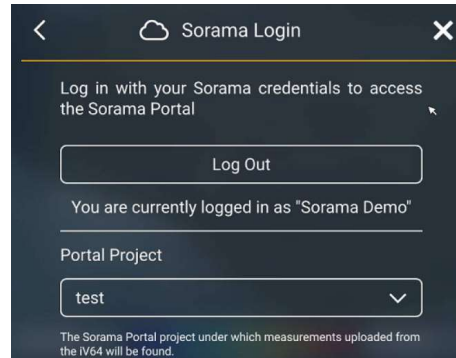 Sorama Login
Log in with your Sorama credentials to access
the Sorama Portal
Log Out
You are currently logged in as "Sorama Demo"
Portal Project
test
The Sorama Portal project under which measurements uploaded from
the iV64 will be found.